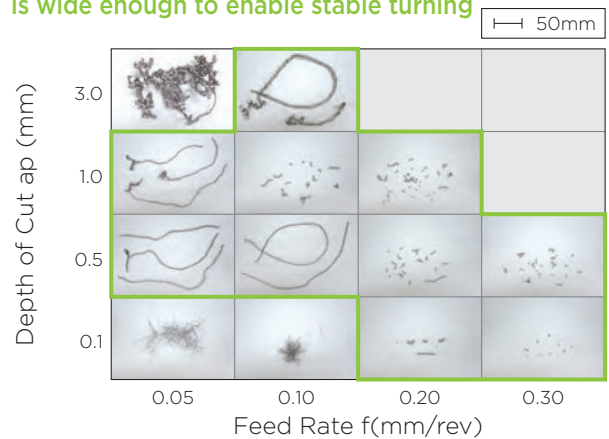 is wide enough to enable stable turning
50mm
Depth of Cut ap (mm)
3.0
1.0
0.5
0.1
0.05 0.10 0.20 0.30
Feed Rate f(mm/rev)